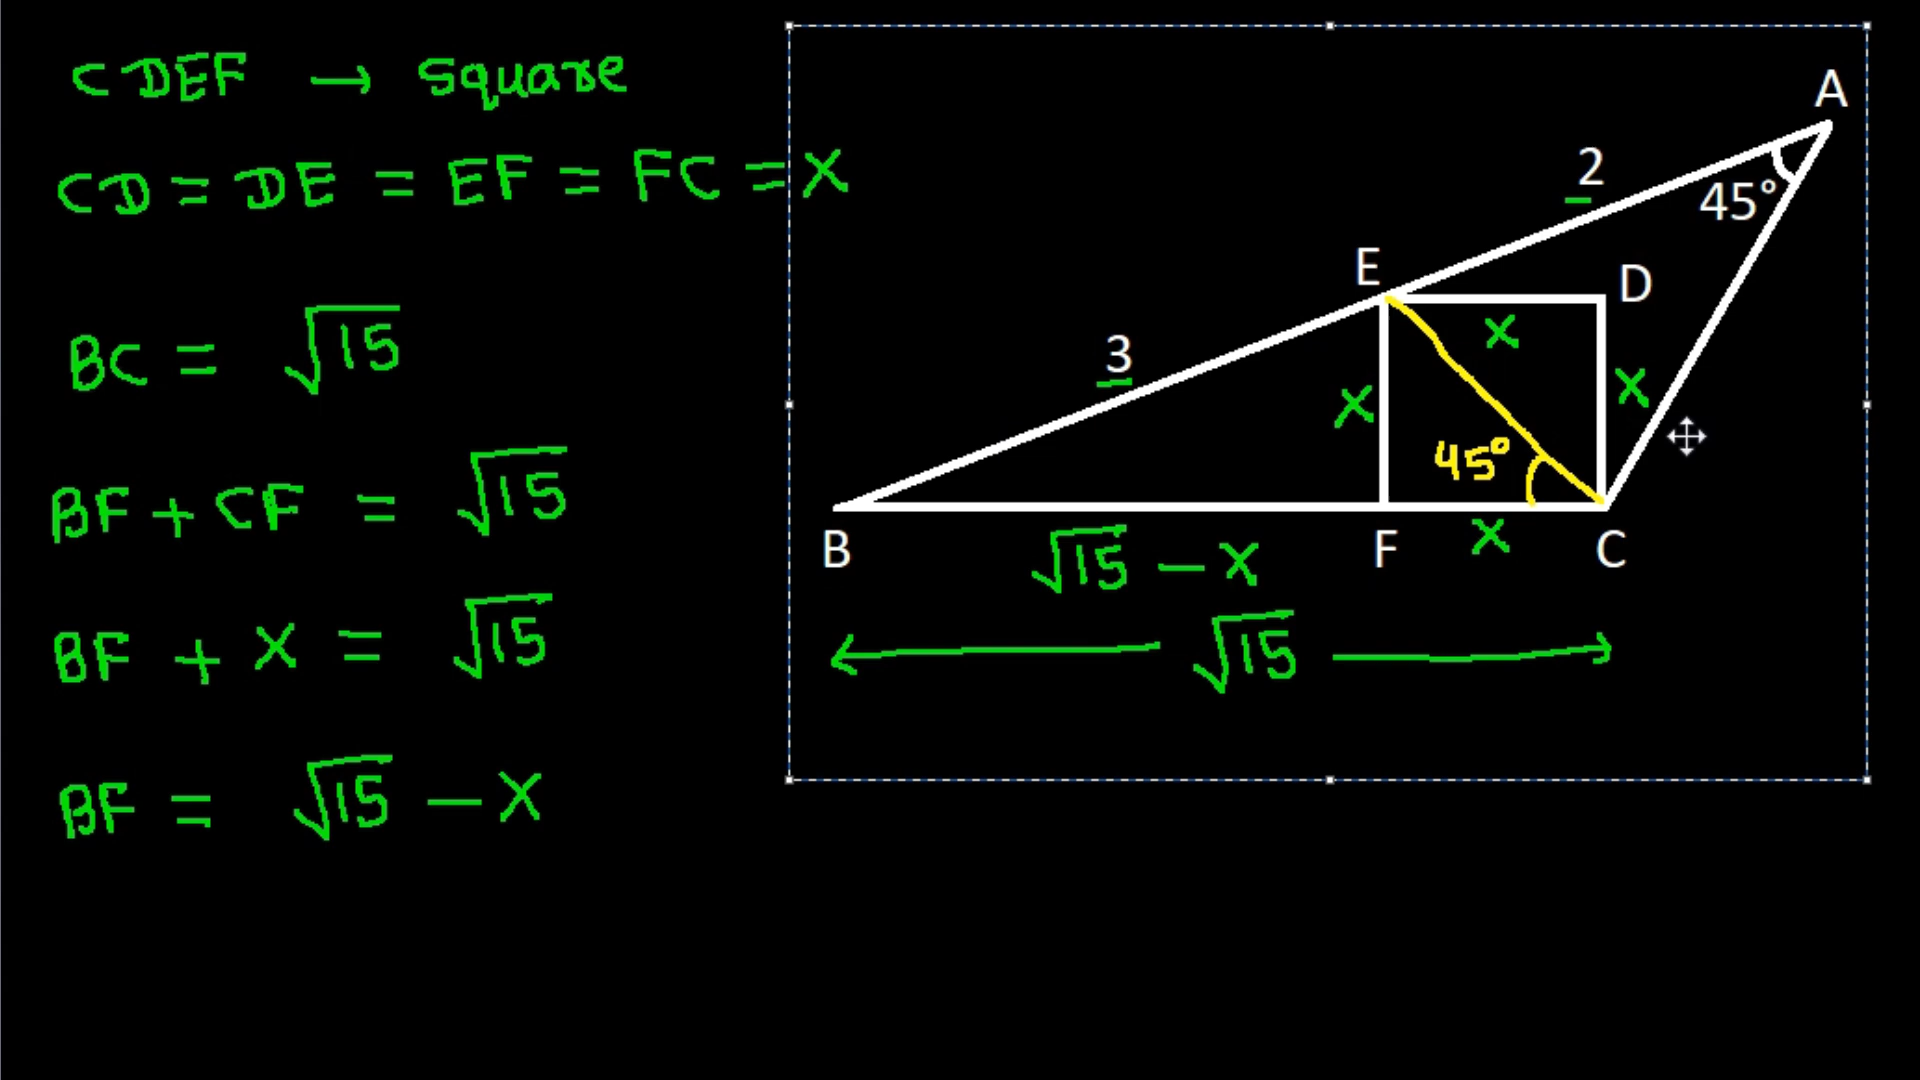 CDEF → square
CD = DE = EF = FC = x
BC = √15
BF + CF = √15
BF + x = √15
BF = √15 - x
A
2
45°
E
D
3
x
x
x
45°
B
F
C
x
√15 - x
√15